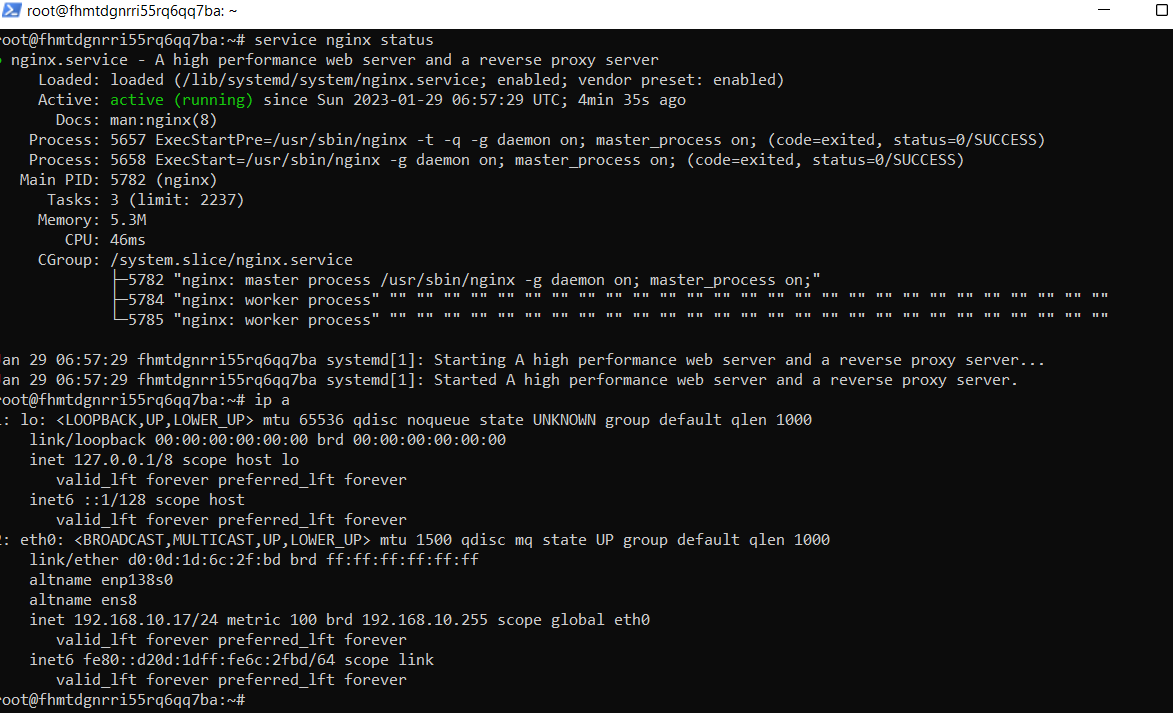 root@fhmtdgnrri55rq6qq7ba: ~
root@fhmtdgnrri55rq6qq7ba:~# service nginx status
nginx.service - A high performance web server and a reverse proxy server
Loaded: loaded (/lib/systemd/system/nginx.service; enabled; vendor preset: enabled)
Active: active (running) since Sun 2023-01-29 06:57:29 UTC; 4min 35s ago
Docs: man:nginx(8)
Process: 5657 ExecStartPre=/usr/sbin/nginx -t -q -g daemon on; master_process on; (code=exited, status=0/SUCCESS)
Process: 5658 ExecStart=/usr/sbin/nginx -g daemon on; master_process on; (code=exited, status=0/SUCCESS)
Main PID: 5782 (nginx)
Tasks: 3 (limit: 2237)
Memory: 5.3M
CPU: 46ms
CGroup: /system.slice/nginx.service
├─5782 "nginx: master process /usr/sbin/nginx -g daemon on; master_process on;"
├─5784 "nginx: worker process" "" "" "" "" "" "" "" "" "" "" "" "" "" "" "" "" "" "" "" "" "" "" "" "" "" "" ""
└─5785 "nginx: worker process" "" "" "" "" "" "" "" "" "" "" "" "" "" "" "" "" "" "" "" "" "" "" "" "" "" "" ""
Jan 29 06:57:29 fhmtdgnrri55rq6qq7ba systemd[1]: Starting A high performance web server and a reverse proxy server...
Jan 29 06:57:29 fhmtdgnrri55rq6qq7ba systemd[1]: Started A high performance web server and a reverse proxy server.
root@fhmtdgnrri55rq6qq7ba:~# ip a
1: lo: <LOOPBACK,UP,LOWER_UP> mtu 65536 qdisc noqueue state UNKNOWN group default qlen 1000
link/loopback 00:00:00:00:00:00 brd 00:00:00:00:00:00
inet 127.0.0.1/8 scope host lo
valid_lft forever preferred_lft forever
inet6 ::1/128 scope host
valid_lft forever preferred_lft forever
2: eth0: <BROADCAST,MULTICAST,UP,LOWER_UP> mtu 1500 qdisc mq state UP group default qlen 1000
link/ether d0:0d:1d:6c:2f:bd brd ff:ff:ff:ff:ff:ff
altname enp138s0
altname ens8
inet 192.168.10.17/24 metric 100 brd 192.168.10.255 scope global eth0
valid_lft forever preferred_lft forever
inet6 fe80::d20d:1dff:fe6c:2fbd/64 scope link
valid_lft forever preferred_lft forever
root@fhmtdgnrri55rq6qq7ba:~#